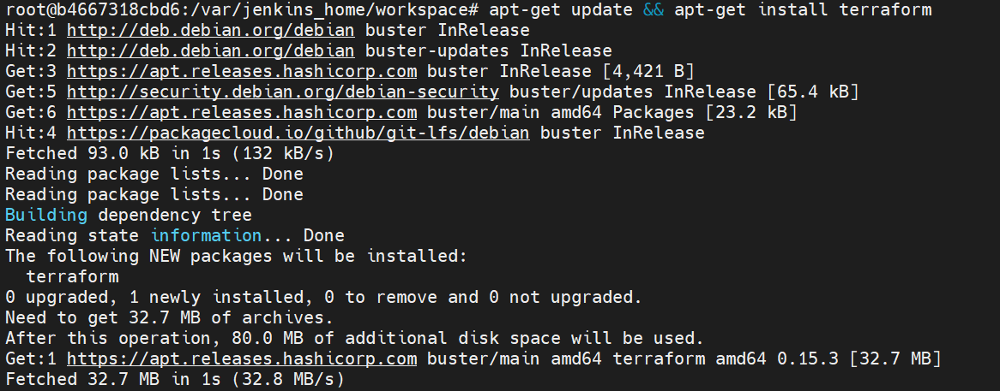 root@b4667318cbd6:/var/jenkins_home/workspace# apt-get update && apt-get install terraform
Hit:1 http://deb.debian.org/debian buster InRelease
Hit:2 http://deb.debian.org/debian buster-updates InRelease
Get:3 https://apt.releases.hashicorp.com buster InRelease [4,421 B]
Get:5 http://security.debian.org/debian-security buster/updates InRelease [65.4 kB]
Get:6 https://apt.releases.hashicorp.com buster/main amd64 Packages [23.2 kB]
Hit:4 https://packagecloud.io/github/git-lfs/debian buster InRelease
Fetched 93.0 kB in 1s (132 kB/s)
Reading package lists... Done
Reading package lists... Done
Building dependency tree
Reading state information... Done
The following NEW packages will be installed:
  terraform
0 upgraded, 1 newly installed, 0 to remove and 0 not upgraded.
Need to get 32.7 MB of archives.
After this operation, 80.0 MB of additional disk space will be used.
Get:1 https://apt.releases.hashicorp.com buster/main amd64 terraform amd64 0.15.3 [32.7 MB]
Fetched 32.7 MB in 1s (32.8 MB/s)